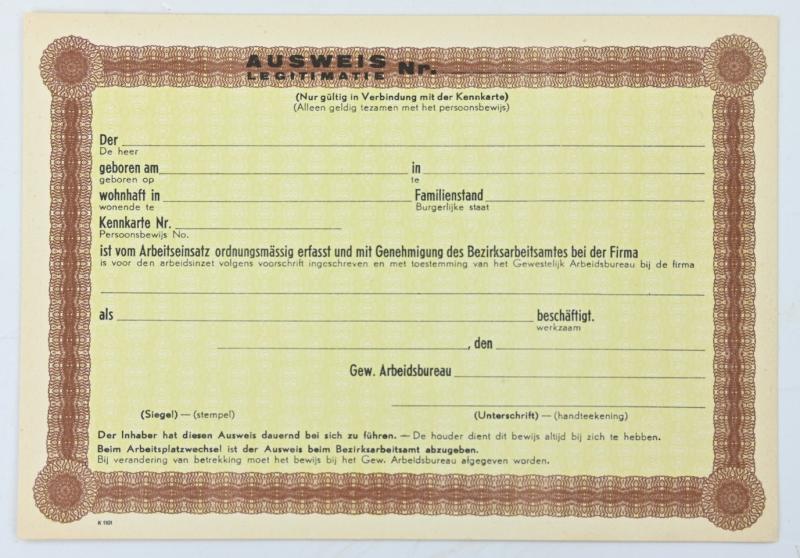 AUSWEIS Nr.
LEGITIMATIE
(Nur gültig in Verbindung mit der Kennkarte)
(Alleen geldig tezamen met het persoonsbewijs)
Der
De heer
geboren am in
geboren op te
wohnhaft in Familienstand
wonende te Burgerlijke staat
Kennkarte Nr.
Persoonsbewijs No.
ist vom Arbeitseinsatz ordnungsmässig erfasst und mit Genehmigung des Bezirksarbeitsamtes bei der Firma
is voor den arbeidsinzet volgens voorschrift ingeschreven en met toestemming van het Gewestelijk Arbeidsbureau bij de firma
als beschäftigt.
werkzaam
, den
Gew. Arbeidsbureau
(Siegel) — (stempel) (Unterschrift) — (handteekening)
Der Inhaber hat diesen Ausweis dauernd bei sich zu führen. — De houder dient dit bewijs altijd bij zich te hebben.
Beim Arbeitsplatzwechsel ist der Ausweis beim Bezirksarbeitsamt abzugeben.
Bij verandering van betrekking moet het bewijs bij het Gew. Arbeidsbureau afgegeven worden.
K 1101